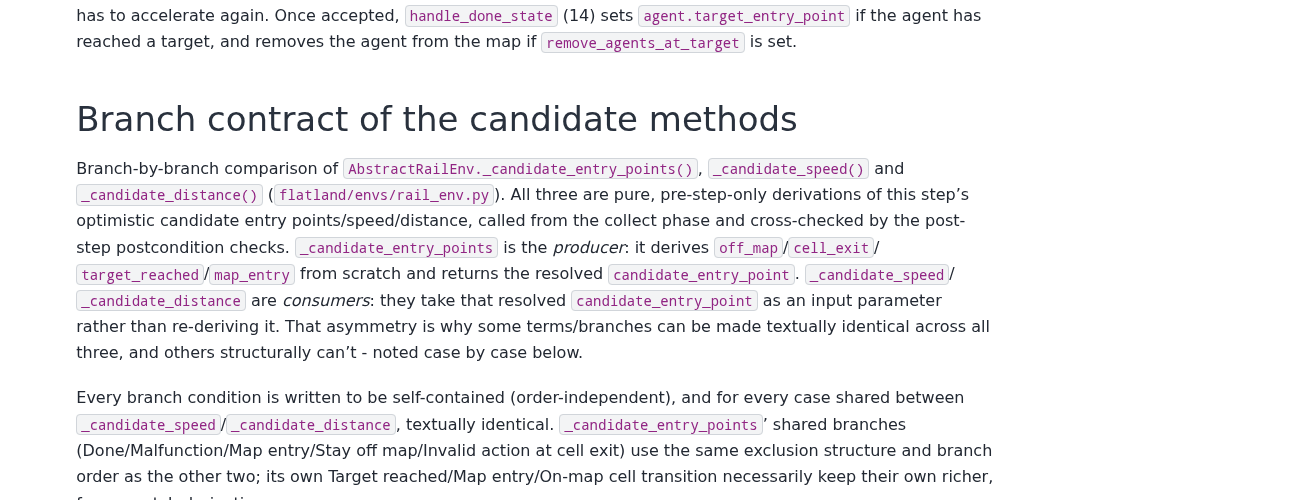 has to accelerate again. Once accepted, handle_done_state (14) sets agent.target_entry_point if the agent has
reached a target, and removes the agent from the map if remove_agents_at_target is set.
Branch contract of the candidate methods
Branch-by-branch comparison of AbstractRailEnv._candidate_entry_points(), _candidate_speed() and
_candidate_distance() (flatland/envs/rail_env.py). All three are pure, pre-step-only derivations of this step’s
optimistic candidate entry points/speed/distance, called from the collect phase and cross-checked by the post-
step postcondition checks. _candidate_entry_points is the producer: it derives off_map/cell_exit/
target_reached/map_entry from scratch and returns the resolved candidate_entry_point. _candidate_speed/
_candidate_distance are consumers: they take that resolved candidate_entry_point as an input parameter
rather than re-deriving it. That asymmetry is why some terms/branches can be made textually identical across all
three, and others structurally can’t - noted case by case below.
Every branch condition is written to be self-contained (order-independent), and for every case shared between
_candidate_speed/_candidate_distance, textually identical. _candidate_entry_points’ shared branches
(Done/Malfunction/Map entry/Stay off map/Invalid action at cell exit) use the same exclusion structure and branch
order as the other two; its own Target reached/Map entry/On-map cell transition necessarily keep their own richer,